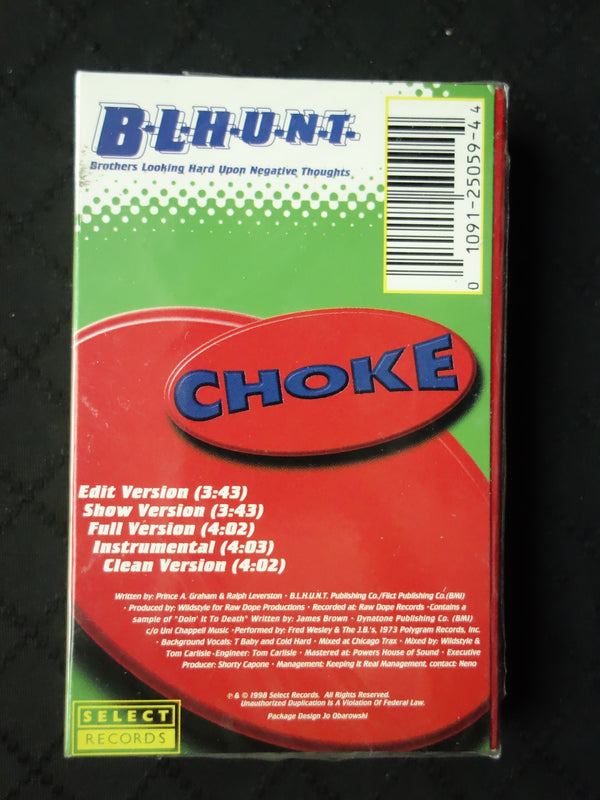 B·L·H·U·N·T.
Brothers Looking Hard Upon Negative Thoughts
0 1091-25059-4 4
CHOKE
Edit Version (3:43)
Show Version (3:43)
Full Version (4:02)
Instrumental (4:03)
Clean Version (4:02)
Written by: Prince A. Graham & Ralph Leverston · B.L.H.U.N.T. Publishing Co./Flict Publishing Co.(BMI)
· Produced by: Wildstyle for Raw Dope Productions · Recorded at: Raw Dope Records ·Contains a
sample of "Doin' It To Death" Written by: James Brown · Dynatone Publishing Co. (BMI)
c/o Uni Chappell Music ·Performed by: Fred Wesley & The J.B.'s, 1973 Polygram Records, Inc.
· Background Vocals: T Baby and Cold Hard · Mixed at Chicago Trax · Mixed by: Wildstyle &
Tom Carlisle·Engineer: Tom Carlisle · Mastered at: Powers House of Sound · Executive
Producer: Shorty Capone · Management: Keeping It Real Management, contact: Neno
℗ & © 1998 Select Records. All Rights Reserved.
Unauthorized Duplication Is A Violation Of Federal Law.
Package Design Jo Obarowski
SELECT
RECORDS